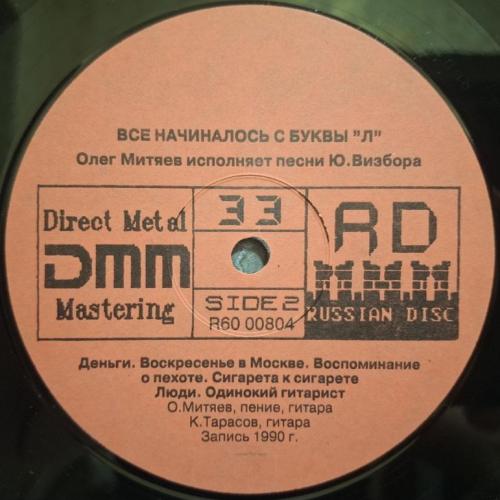 ВСЕ НАЧИНАЛОСЬ С БУКВЫ "Л"
Олег Митяев исполняет песни Ю.Визбора
Direct Metal
DMM
Mastering
33
SIDE 2
R60 00804
RD
RUSSIAN DISC
Деньги. Воскресенье в Москве. Воспоминание
о пехоте. Сигарета к сигарете
Люди. Одинокий гитарист
О.Митяев, пение, гитара
К.Тарасов, гитара
Запись 1990 г.